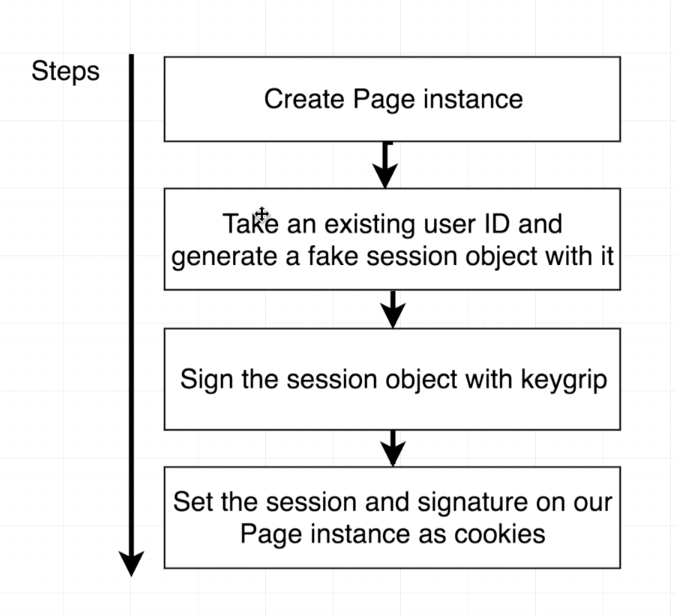 Steps
Create Page instance
Take an existing user ID and
generate a fake session object with it
Sign the session object with keygrip
Set the session and signature on our
Page instance as cookies